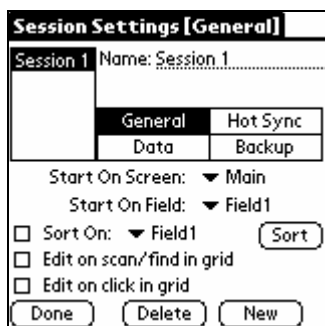 Session Settings [General]
Session 1 Name: Session 1
General Hot Sync
Data Backup
Start On Screen: Main
Start On Field: Field1
Sort On: Field1 Sort
Edit on scan/find in grid
Edit on click in grid
Done Delete New